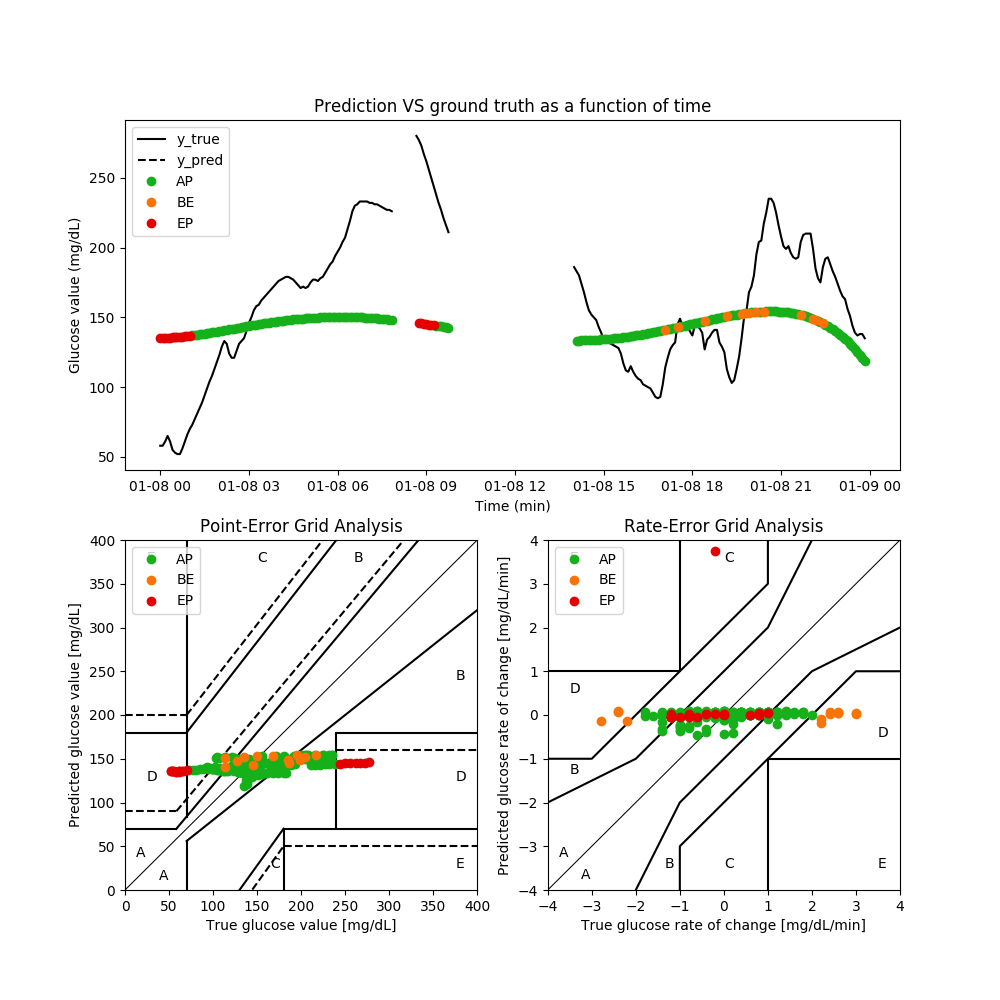 Prediction VS ground truth as a function of time
Glucose value (mg/dL)
250
200
150
100
50
y_true
y_pred
AP
BE
EP
01-08 00 01-08 03 01-08 06 01-08 09 01-08 12 01-08 15 01-08 18 01-08 21 01-09 00
Time (min)
Point-Error Grid Analysis
Predicted glucose value [mg/dL]
400
350
300
250
200
150
100
50
0
AP
BE
EP
C
B
B
D
D
A
A
C
E
0 50 100 150 200 250 300 350 400
True glucose value [mg/dL]
Rate-Error Grid Analysis
Predicted glucose rate of change [mg/dL/min]
4
3
2
1
0
−1
−2
−3
−4
AP
BE
EP
C
D
D
B
A
A
B
C
E
−4 −3 −2 −1 0 1 2 3 4
True glucose rate of change [mg/dL/min]